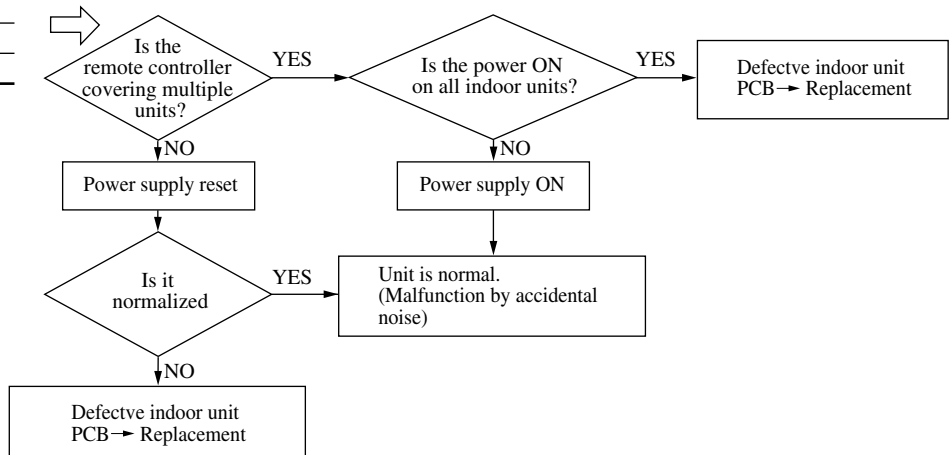 Is the
remote controller
covering multiple
units?
YES
Is the power ON
on all indoor units?
YES
Defectve indoor unit
PCB→ Replacement
NO
Power supply reset
NO
Power supply ON
Is it
normalized
YES
Unit is normal.
(Malfunction by accidental
noise)
NO
Defectve indoor unit
PCB→ Replacement